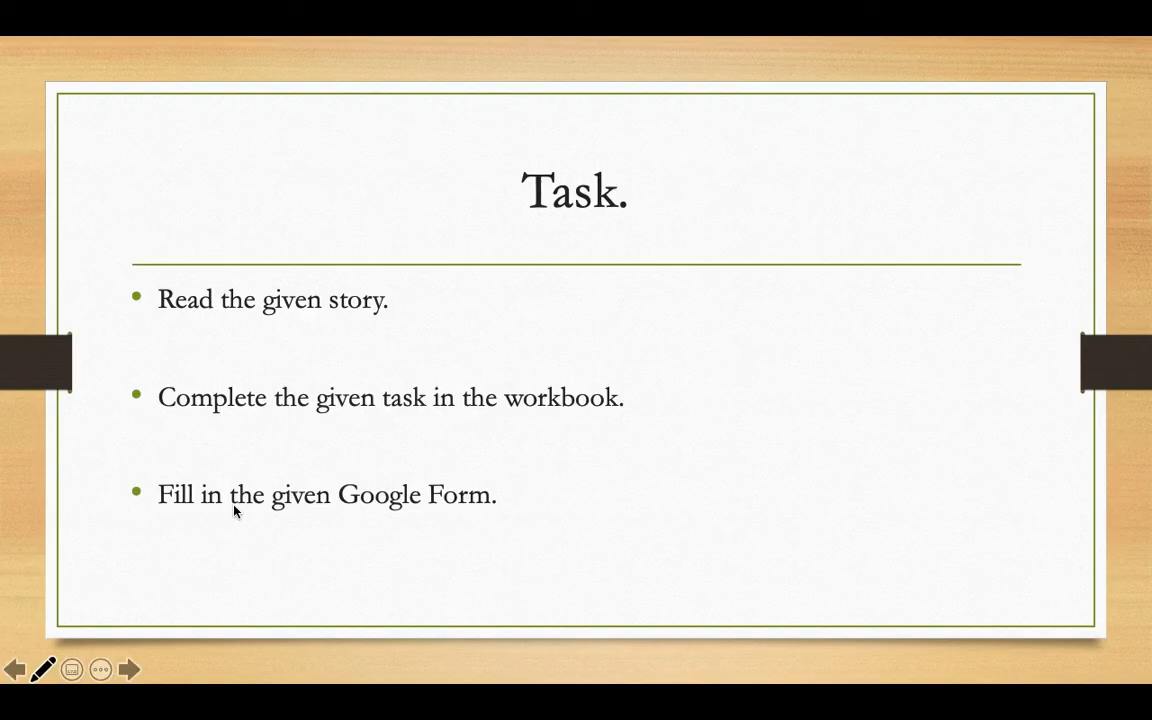 Task.
Read the given story.
Complete the given task in the workbook.
Fill in the given Google Form.